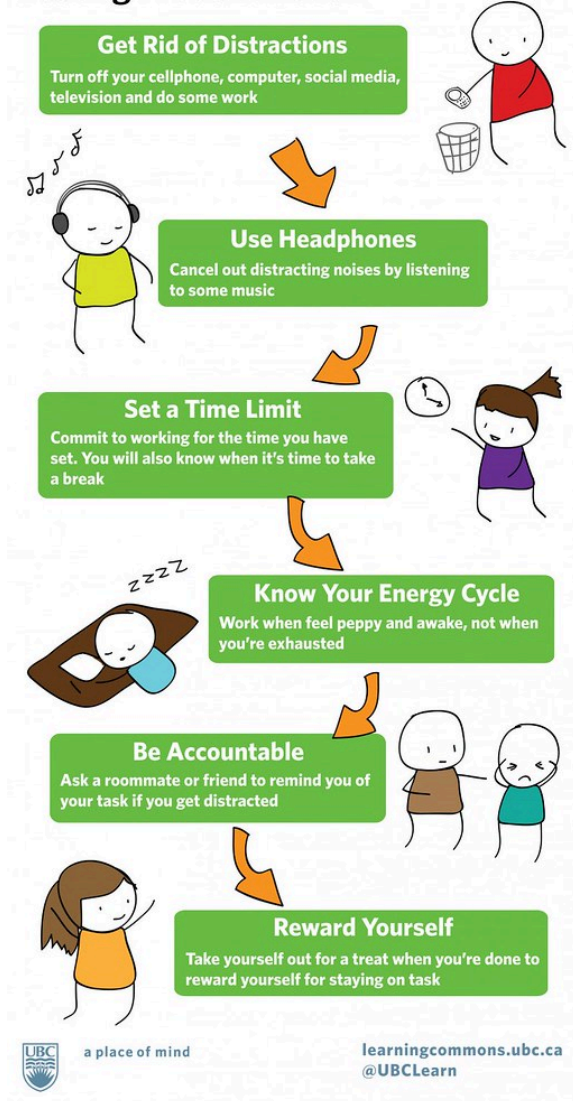 Get Rid of Distractions
Turn off your cellphone, computer, social media,
television and do some work
Use Headphones
Cancel out distracting noises by listening
to some music
Set a Time Limit
Commit to working for the time you have
set. You will also know when it's time to take
a break
zzzz
Know Your Energy Cycle
Work when feel peppy and awake, not when
you're exhausted
Be Accountable
Ask a roommate or friend to remind you of
your task if you get distracted
Reward Yourself
Take yourself out for a treat when you're done to
reward yourself for staying on task
UBC
a place of mind
learningcommons.ubc.ca
@UBCLearn